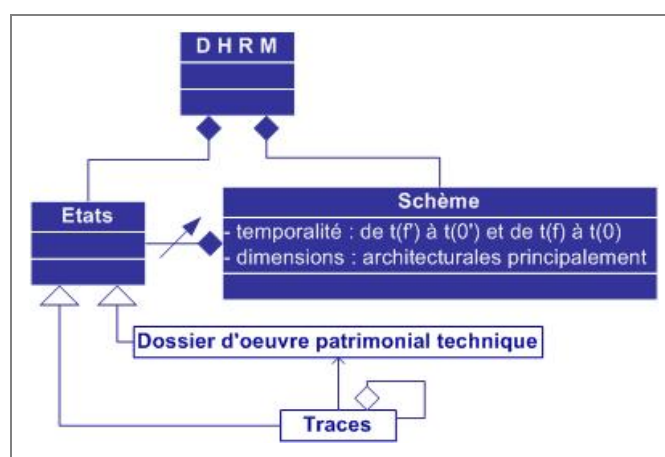 D H R M
Etats
Schème
- temporalité : de t(f') à t(0') et de t(f) à t(0)
- dimensions : architecturales principalement
Dossier d'oeuvre patrimonial technique
Traces